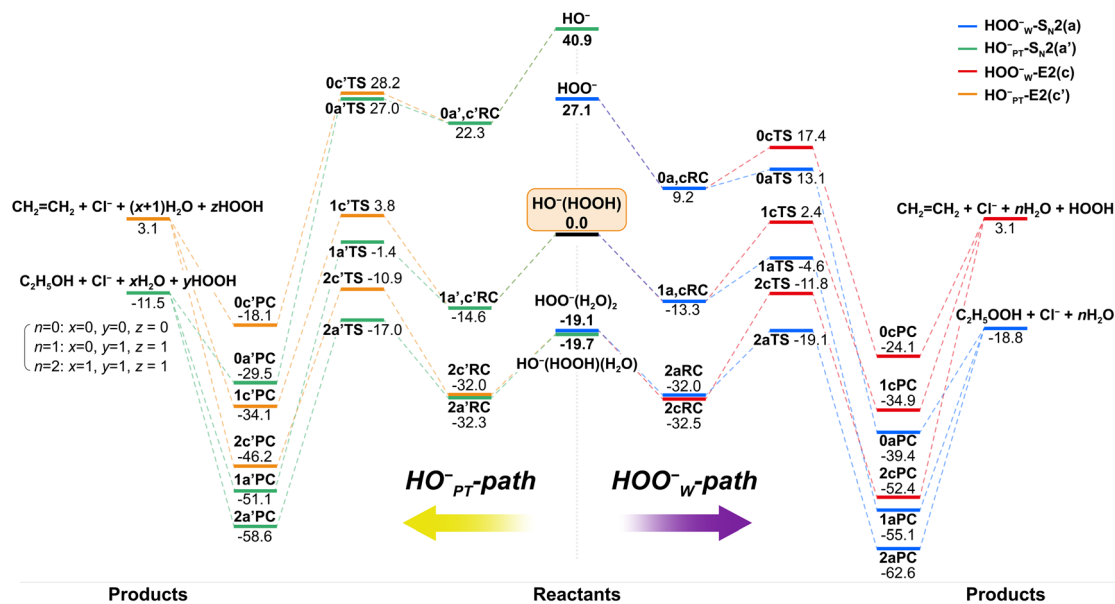 HO⁻
40.9
HOO⁻
27.1
HOO⁻W-SN2(a)
HO⁻PT-SN2(a')
HOO⁻W-E2(c)
HO⁻PT-E2(c')
0c'TS 28.2
0a'TS 27.0
0a',c'RC
22.3
0cTS 17.4
0a,cRC
9.2
0aTS 13.1
CH₂=CH₂ + Cl⁻ + (x+1)H₂O + zHOOH
3.1
1c'TS 3.8
HO⁻(HOOH)
0.0
1cTS 2.4
CH₂=CH₂ + Cl⁻ + nH₂O + HOOH
3.1
1a'TS -1.4
1aTS -4.6
C₂H₅OH + Cl⁻ + xH₂O + yHOOH
-11.5
2c'TS -10.9
1a',c'RC
-14.6
1a,cRC
-13.3
2cTS -11.8
0c'PC
-18.1
2a'TS -17.0
HOO⁻(H₂O)₂
-19.1
-19.7
HO⁻(HOOH)(H₂O)
2aTS -19.1
C₂H₅OOH + Cl⁻ + nH₂O
-18.8
n=0: x=0, y=0, z = 0
n=1: x=0, y=1, z = 1
n=2: x=1, y=1, z = 1
0a'PC
-29.5
2c'RC
-32.0
2a'RC
-32.3
2aRC
-32.0
2cRC
-32.5
0cPC
-24.1
1c'PC
-34.1
1cPC
-34.9
2c'PC
-46.2
0aPC
-39.4
1a'PC
-51.1
2cPC
-52.4
2a'PC
-58.6
1aPC
-55.1
2aPC
-62.6
HO⁻PT-path
HOO⁻W-path
Products
Reactants
Products